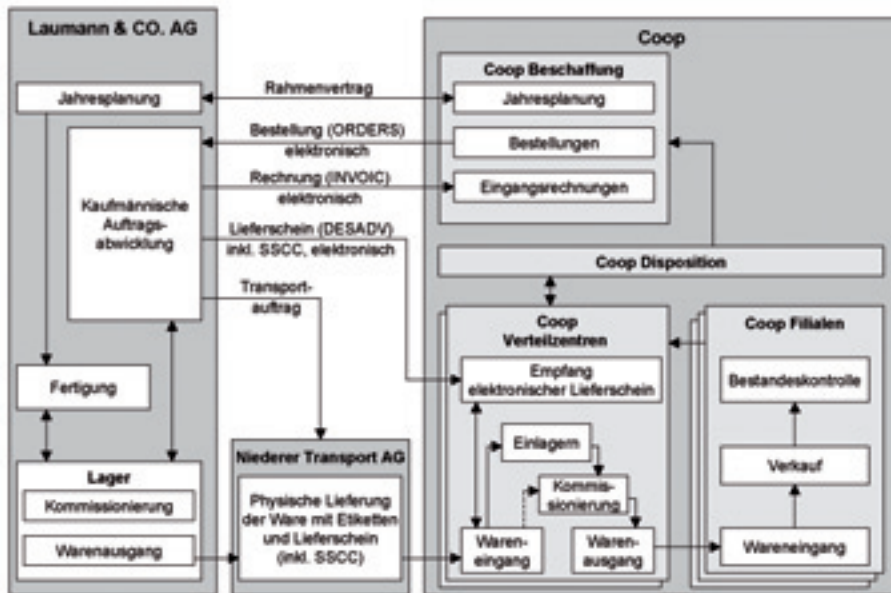 Laumann & CO. AG
Jahresplanung
Kaufmännische
Auftrags-
abwicklung
Fertigung
Lager
Kommissionierung
Warenausgang
Rahmenvertrag
Bestellung (ORDERS)
elektronisch
Rechnung (INVOIC)
elektronisch
Lieferschein (DESADV)
inkl. SSCC, elektronisch
Transport-
auftrag
Niederer Transport AG
Physische Lieferung
der Ware mit Etiketten
und Lieferschein
(inkl. SSCC)
Coop
Coop Beschaffung
Jahresplanung
Bestellungen
Eingangsrechnungen
Coop Disposition
Coop
Verteilzentren
Empfang
elektronischer Lieferschein
Einlagern
Kommis-
sionierung
Waren-
eingang
Waren-
ausgang
Coop Filialen
Bestandeskontrolle
Verkauf
Wareneingang